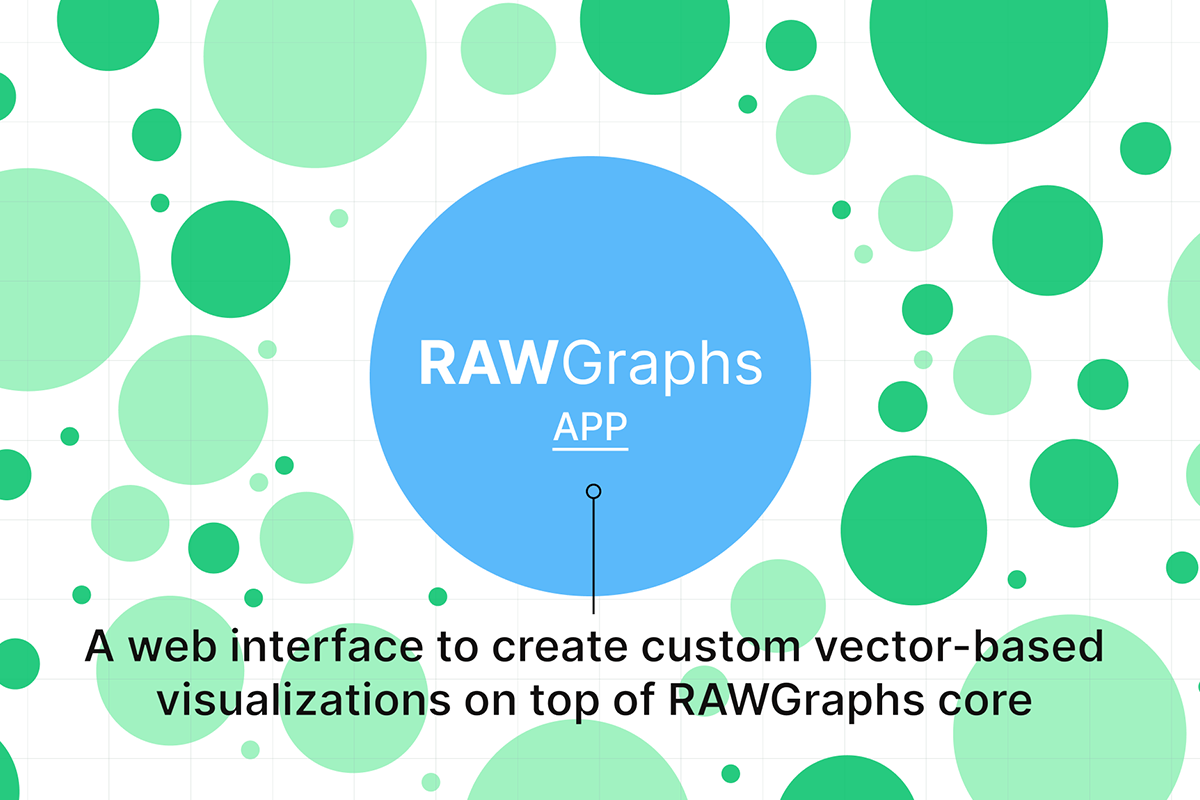 RAWGraphs
APP
A web interface to create custom vector-based
visualizations on top of RAWGraphs core